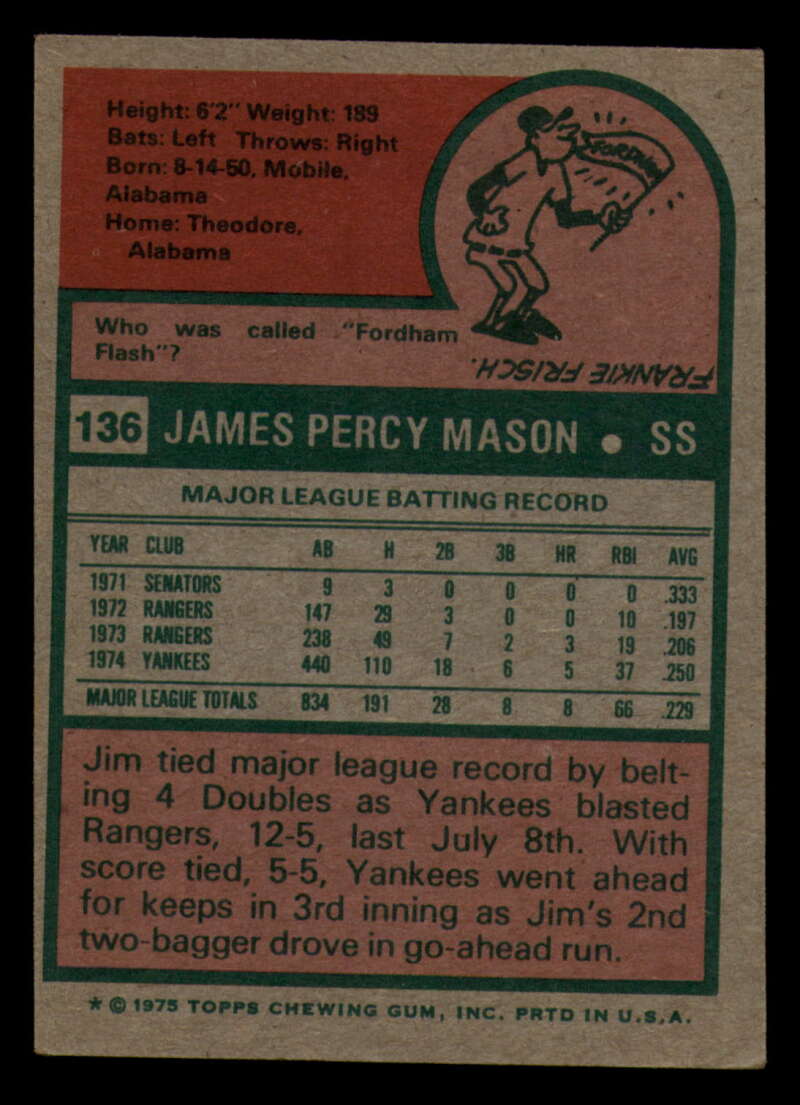 Height: 6'2" Weight: 189
Bats: Left Throws: Right
Born: 8-14-50, Mobile,
Alabama
Home: Theodore,
Alabama
FORDHAM
Who was called "Fordham
Flash"?
FRANKIE FRISCH.
136 JAMES PERCY MASON • SS
MAJOR LEAGUE BATTING RECORD
YEAR CLUB AB H 2B 3B HR RBI AVG
1971 SENATORS 9 3 0 0 0 0 .333
1972 RANGERS 147 29 3 0 0 10 .197
1973 RANGERS 238 49 7 2 3 19 .206
1974 YANKEES 440 110 18 6 5 37 .250
MAJOR LEAGUE TOTALS 834 191 28 8 8 66 .229
Jim tied major league record by belt-
ing 4 Doubles as Yankees blasted
Rangers, 12-5, last July 8th. With
score tied, 5-5, Yankees went ahead
for keeps in 3rd inning as Jim's 2nd
two-bagger drove in go-ahead run.
* © 1975 TOPPS CHEWING GUM, INC. PRTD IN U.S.A.